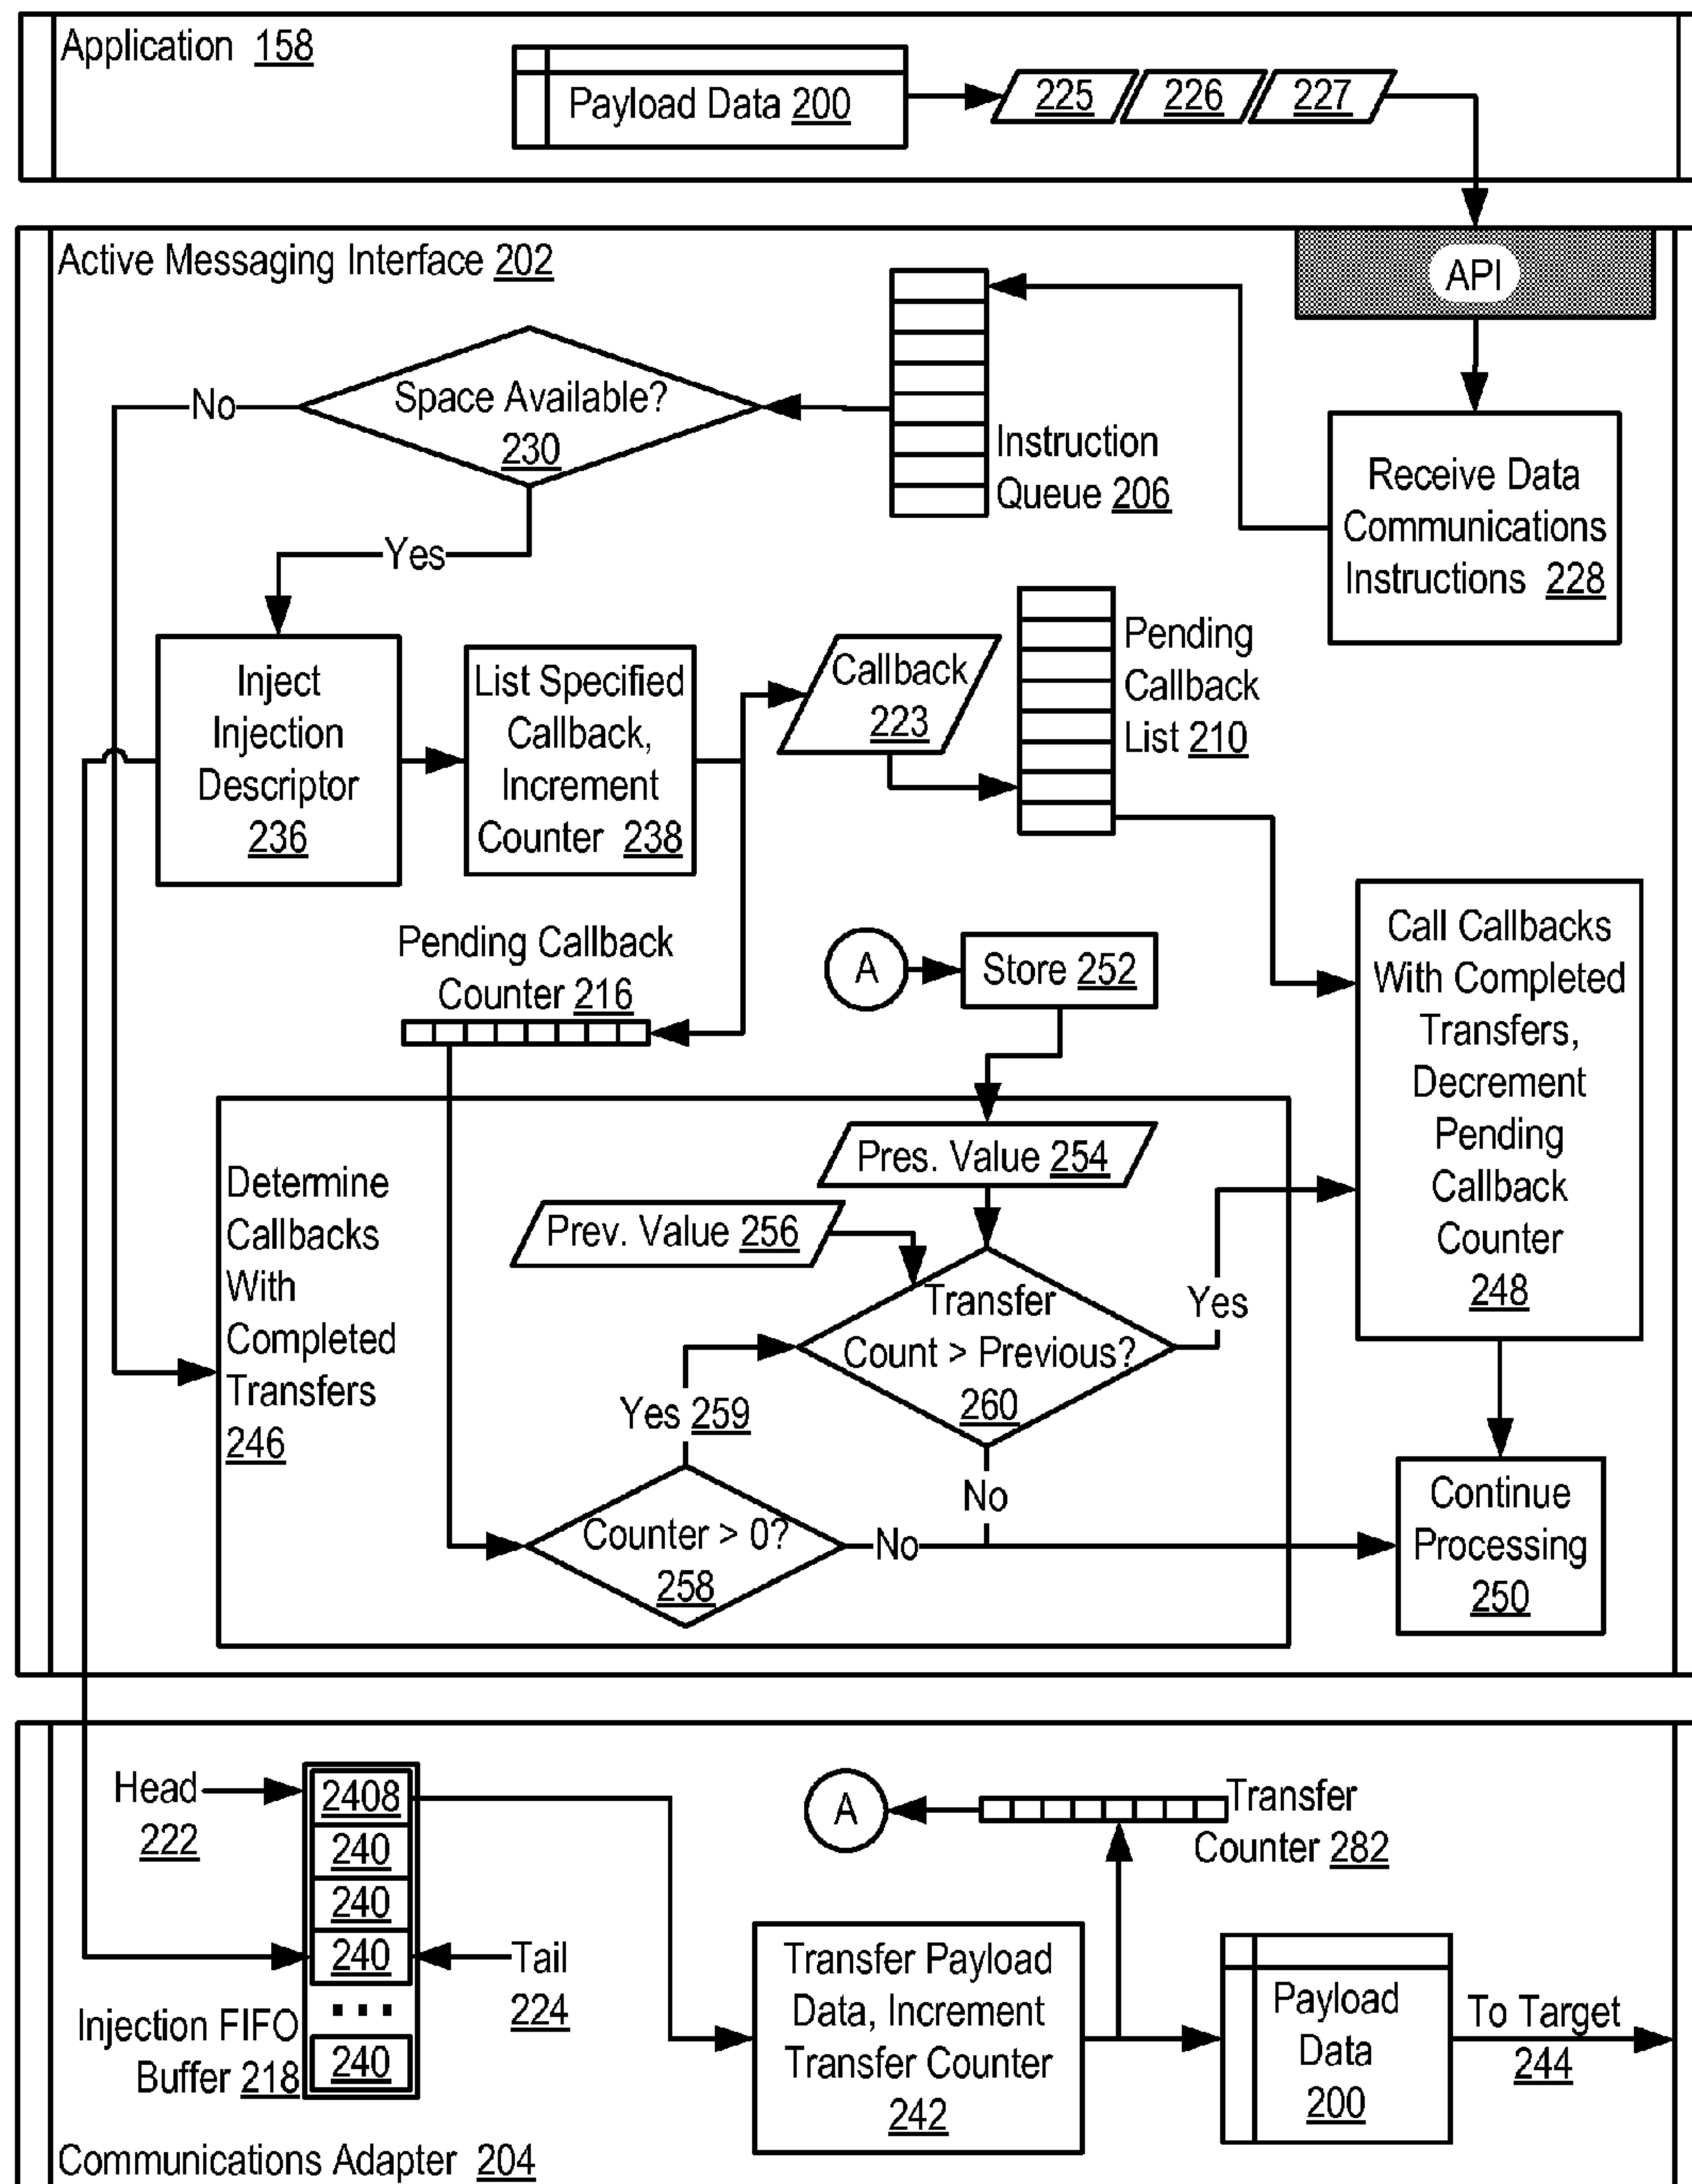 Application 158
Payload Data 200
225
226
227
Active Messaging Interface 202
API
Space Available?
230
No
Yes
Instruction
Queue 206
Receive Data
Communications
Instructions 228
Inject
Injection
Descriptor
236
List Specified
Callback,
Increment
Counter 238
Callback
223
Pending
Callback
List 210
Pending Callback
Counter 216
A
Store 252
Call Callbacks
With Completed
Transfers,
Decrement
Pending
Callback
Counter
248
Determine
Callbacks
With
Completed
Transfers
246
Pres. Value 254
Prev. Value 256
Transfer
Count > Previous?
260
Yes
Yes 259
No
Counter > 0?
258
No
Continue
Processing
250
Head
222
2408
240
240
240
240
Tail
224
Injection FIFO
Buffer 218
A
Transfer
Counter 282
Transfer Payload
Data, Increment
Transfer Counter
242
Payload
Data
200
To Target
244
Communications Adapter 204